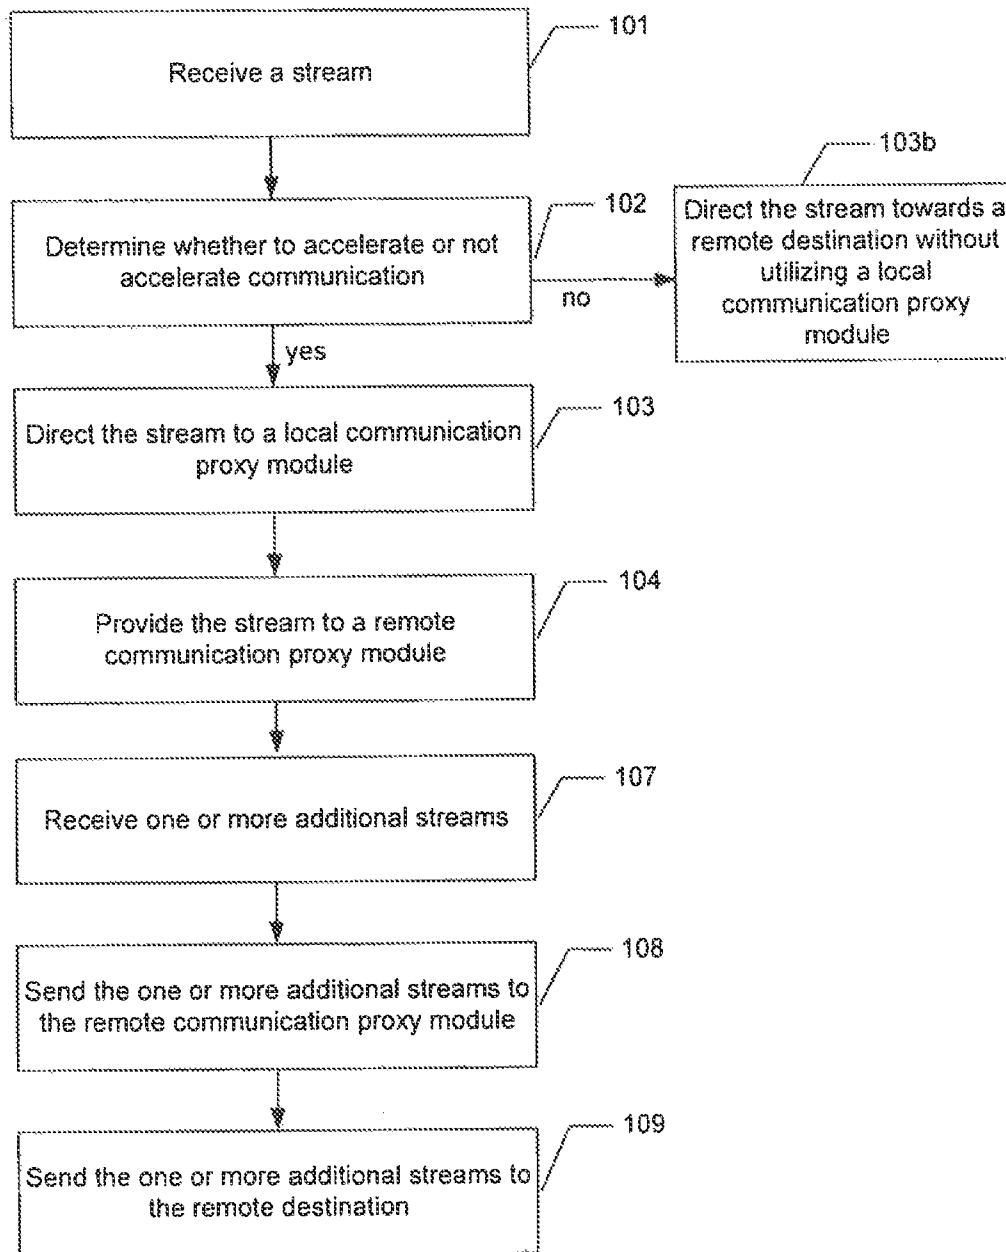 101
Receive a stream
103b
102
Determine whether to accelerate or not
accelerate communication
Direct the stream towards a
remote destination without
utilizing a local
communication proxy
module
no
yes
103
Direct the stream to a local communication
proxy module
104
Provide the stream to a remote
communication proxy module
107
Receive one or more additional streams
108
Send the one or more additional streams to
the remote communication proxy module
109
Send the one or more additional streams to
the remote destination